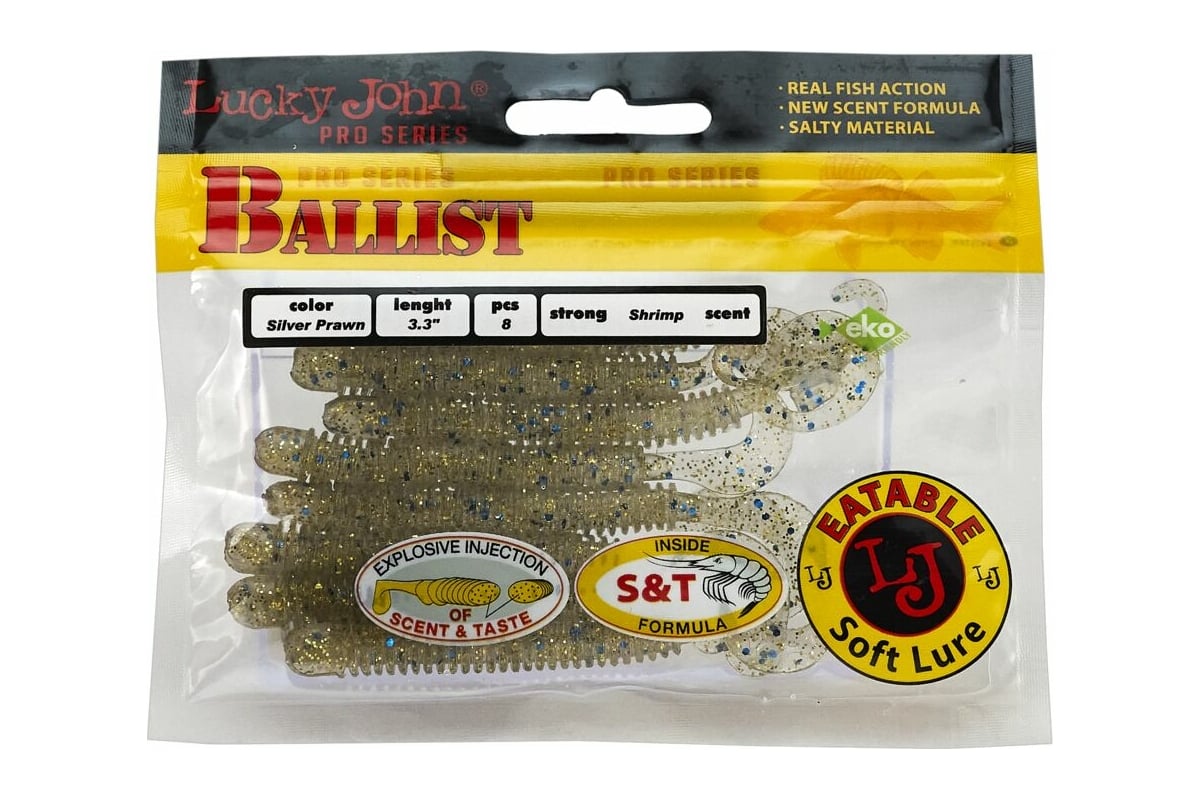 Lucky John®
PRO SERIES
· REAL FISH ACTION
· NEW SCENT FORMULA
· SALTY MATERIAL
PRO SERIES PRO SERIES
BALLIST
color
Silver Prawn
lenght
3.3"
pcs
8
strong Shrimp scent
eko
EXPLOSIVE INJECTION
OF
SCENT & TASTE
INSIDE
S&T
FORMULA
EATABLE
LJ
LJ
LJ
Soft Lure